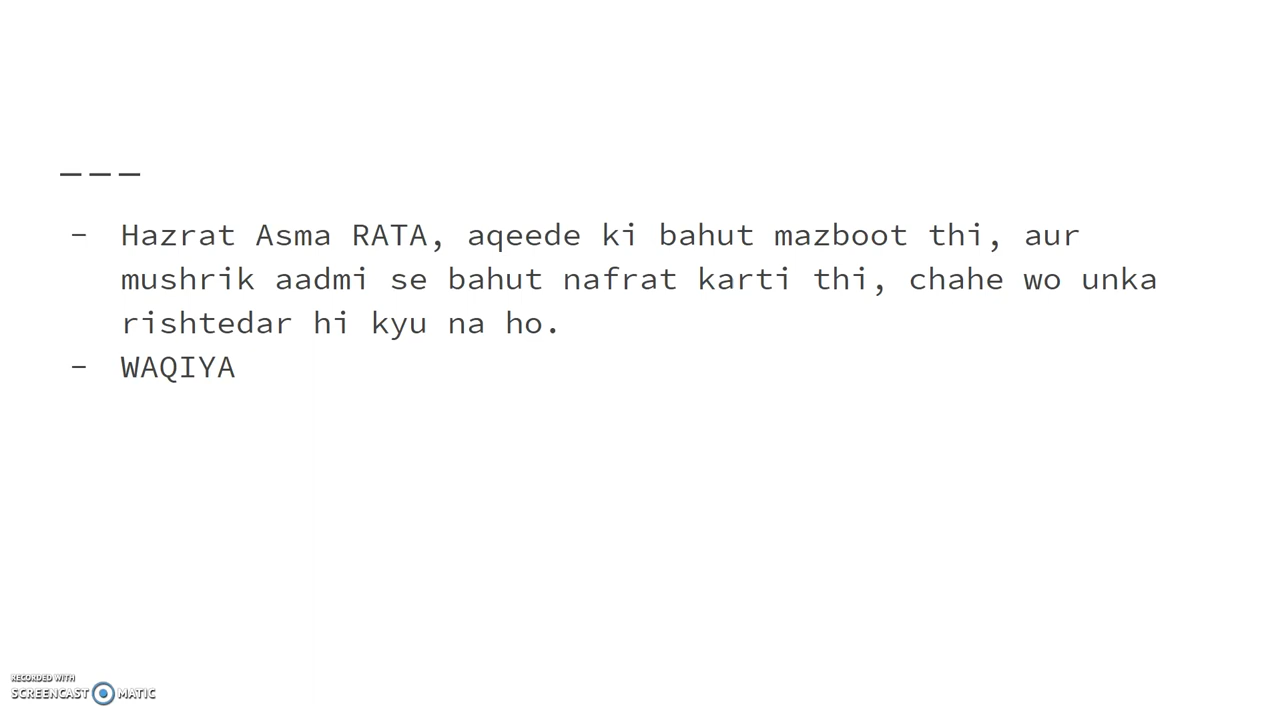 - Hazrat Asma RATA, aqeede ki bahut mazboot thi, aur
mushrik aadmi se bahut nafrat karti thi, chahe wo unka
rishtedar hi kyu na ho.
- WAQIYA
RECORDED WITH
SCREENCAST MATIC